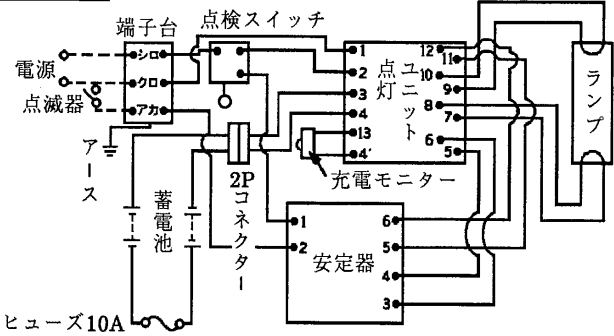 端子台
点検スイッチ
電源
点滅器
アース
シロ
クロ
アカ
1
2
3
4
13
4'
点灯ユニット
12
11
10
9
8
7
6
5
ランプ
充電モニター
2Pコネクター
蓄電池
ヒューズ10A
1
2
安定器
6
5
4
3